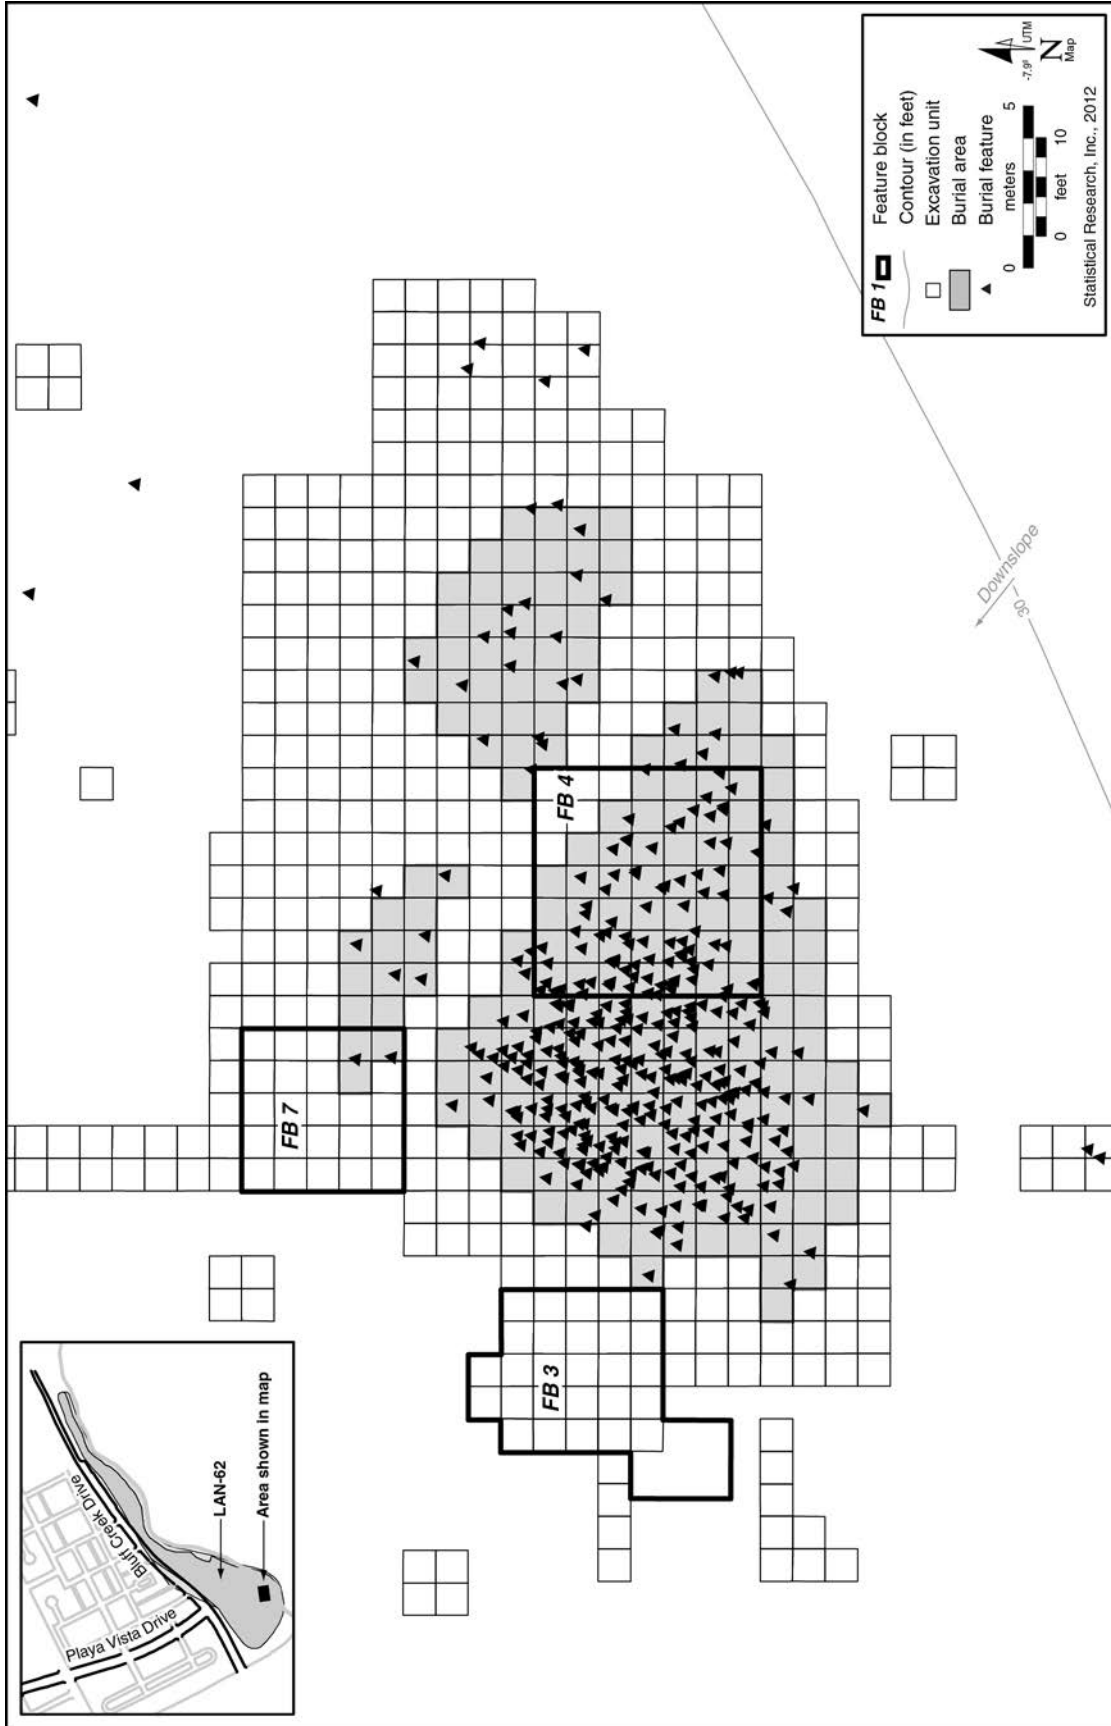 Playa Vista Drive
Bluff Creek Drive
LAN-62
Area shown in map
FB 3
FB 7
FB 4
Downslope
30
FB 1
Feature block
Contour (in feet)
Excavation unit
Burial area
Burial feature
0 meters 5
0 feet 10
-7.9° UTM
N
Map
Statistical Research, Inc., 2012